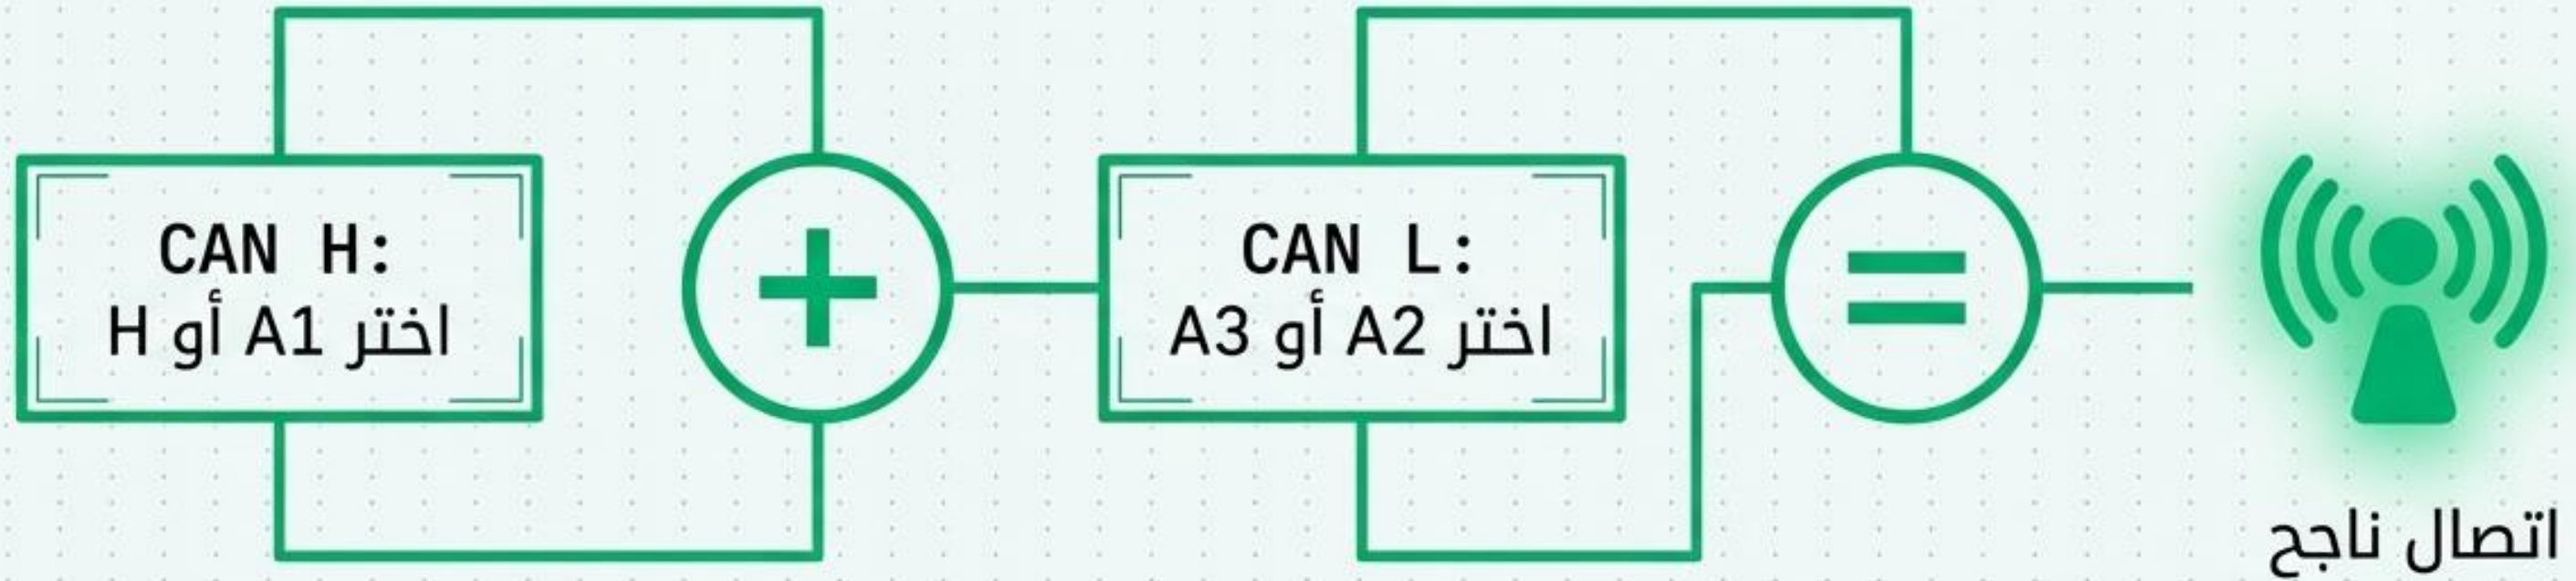 CAN H:
اختر A1 أو H
CAN L:
اختر A2 أو A3
اتصال ناجح